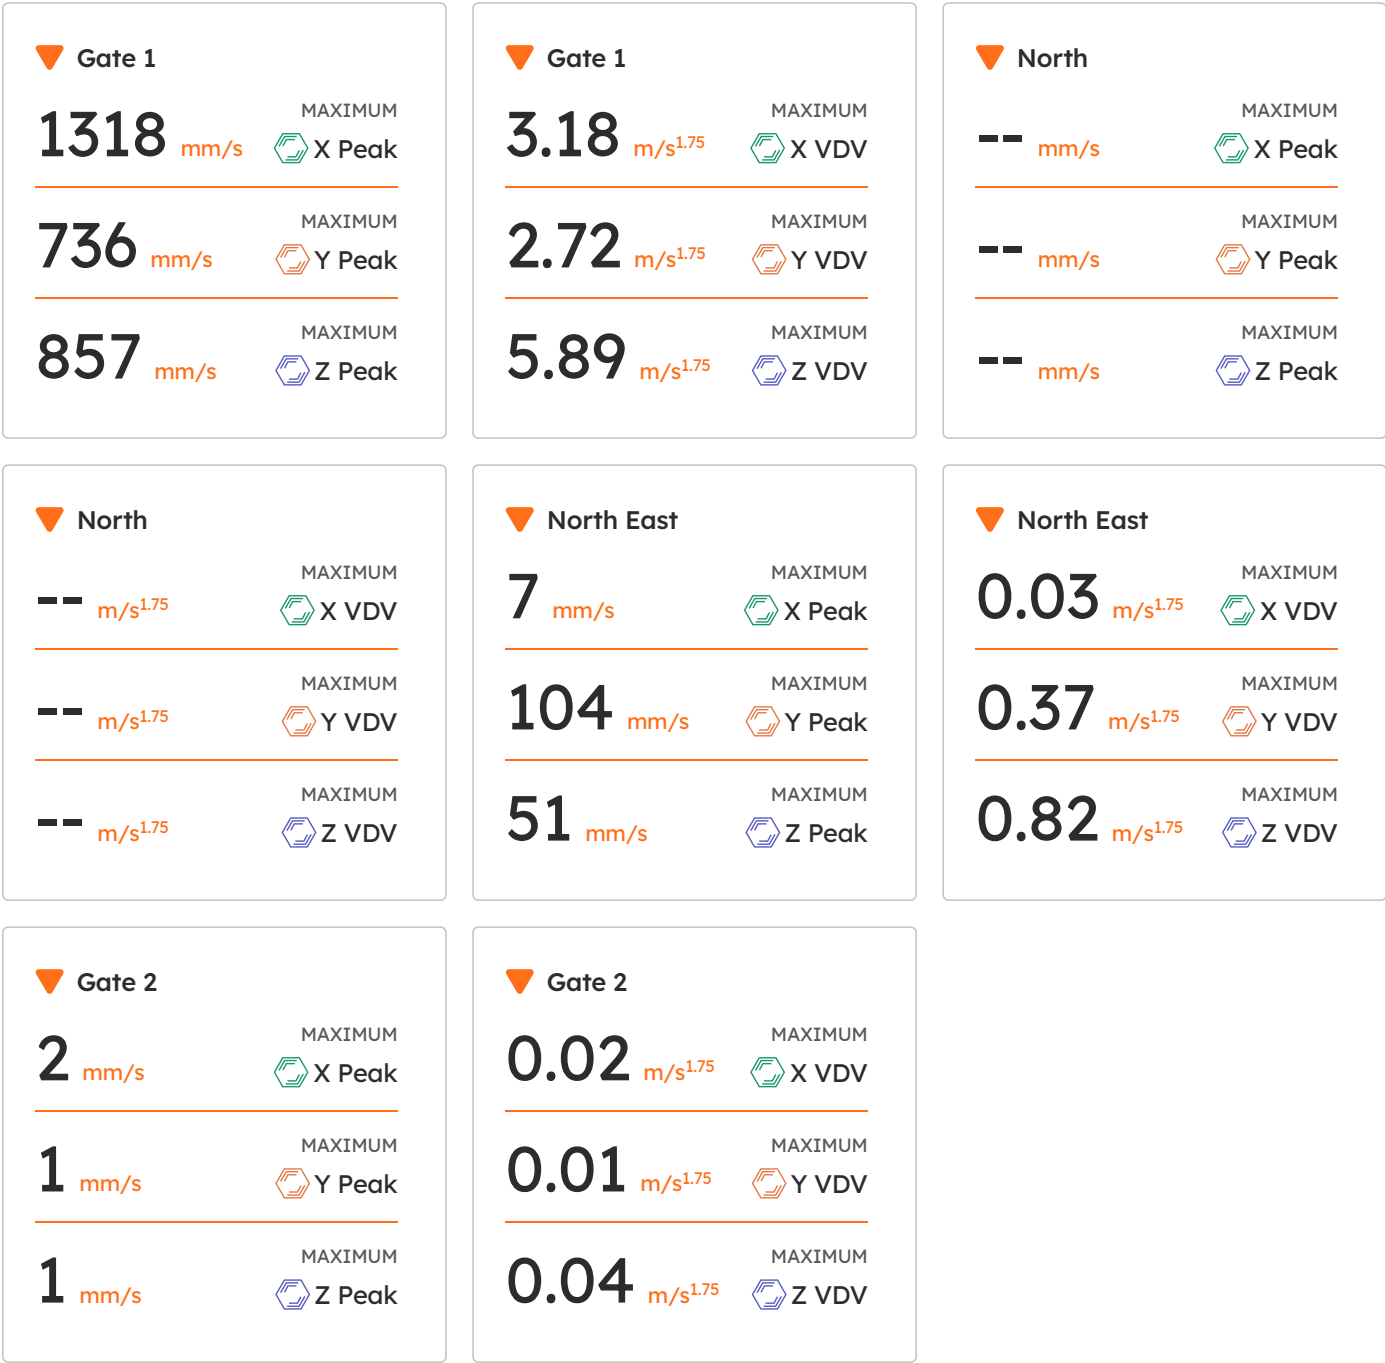 Gate 1
MAXIMUM
1318 mm/s X Peak
MAXIMUM
736 mm/s Y Peak
MAXIMUM
857 mm/s Z Peak
Gate 1
MAXIMUM
3.18 m/s1.75 X VDV
MAXIMUM
2.72 m/s1.75 Y VDV
MAXIMUM
5.89 m/s1.75 Z VDV
North
MAXIMUM
-- mm/s X Peak
MAXIMUM
-- mm/s Y Peak
MAXIMUM
-- mm/s Z Peak
North
MAXIMUM
-- m/s1.75 X VDV
MAXIMUM
-- m/s1.75 Y VDV
MAXIMUM
-- m/s1.75 Z VDV
North East
MAXIMUM
7 mm/s X Peak
MAXIMUM
104 mm/s Y Peak
MAXIMUM
51 mm/s Z Peak
North East
MAXIMUM
0.03 m/s1.75 X VDV
MAXIMUM
0.37 m/s1.75 Y VDV
MAXIMUM
0.82 m/s1.75 Z VDV
Gate 2
MAXIMUM
2 mm/s X Peak
MAXIMUM
1 mm/s Y Peak
MAXIMUM
1 mm/s Z Peak
Gate 2
MAXIMUM
0.02 m/s1.75 X VDV
MAXIMUM
0.01 m/s1.75 Y VDV
MAXIMUM
0.04 m/s1.75 Z VDV